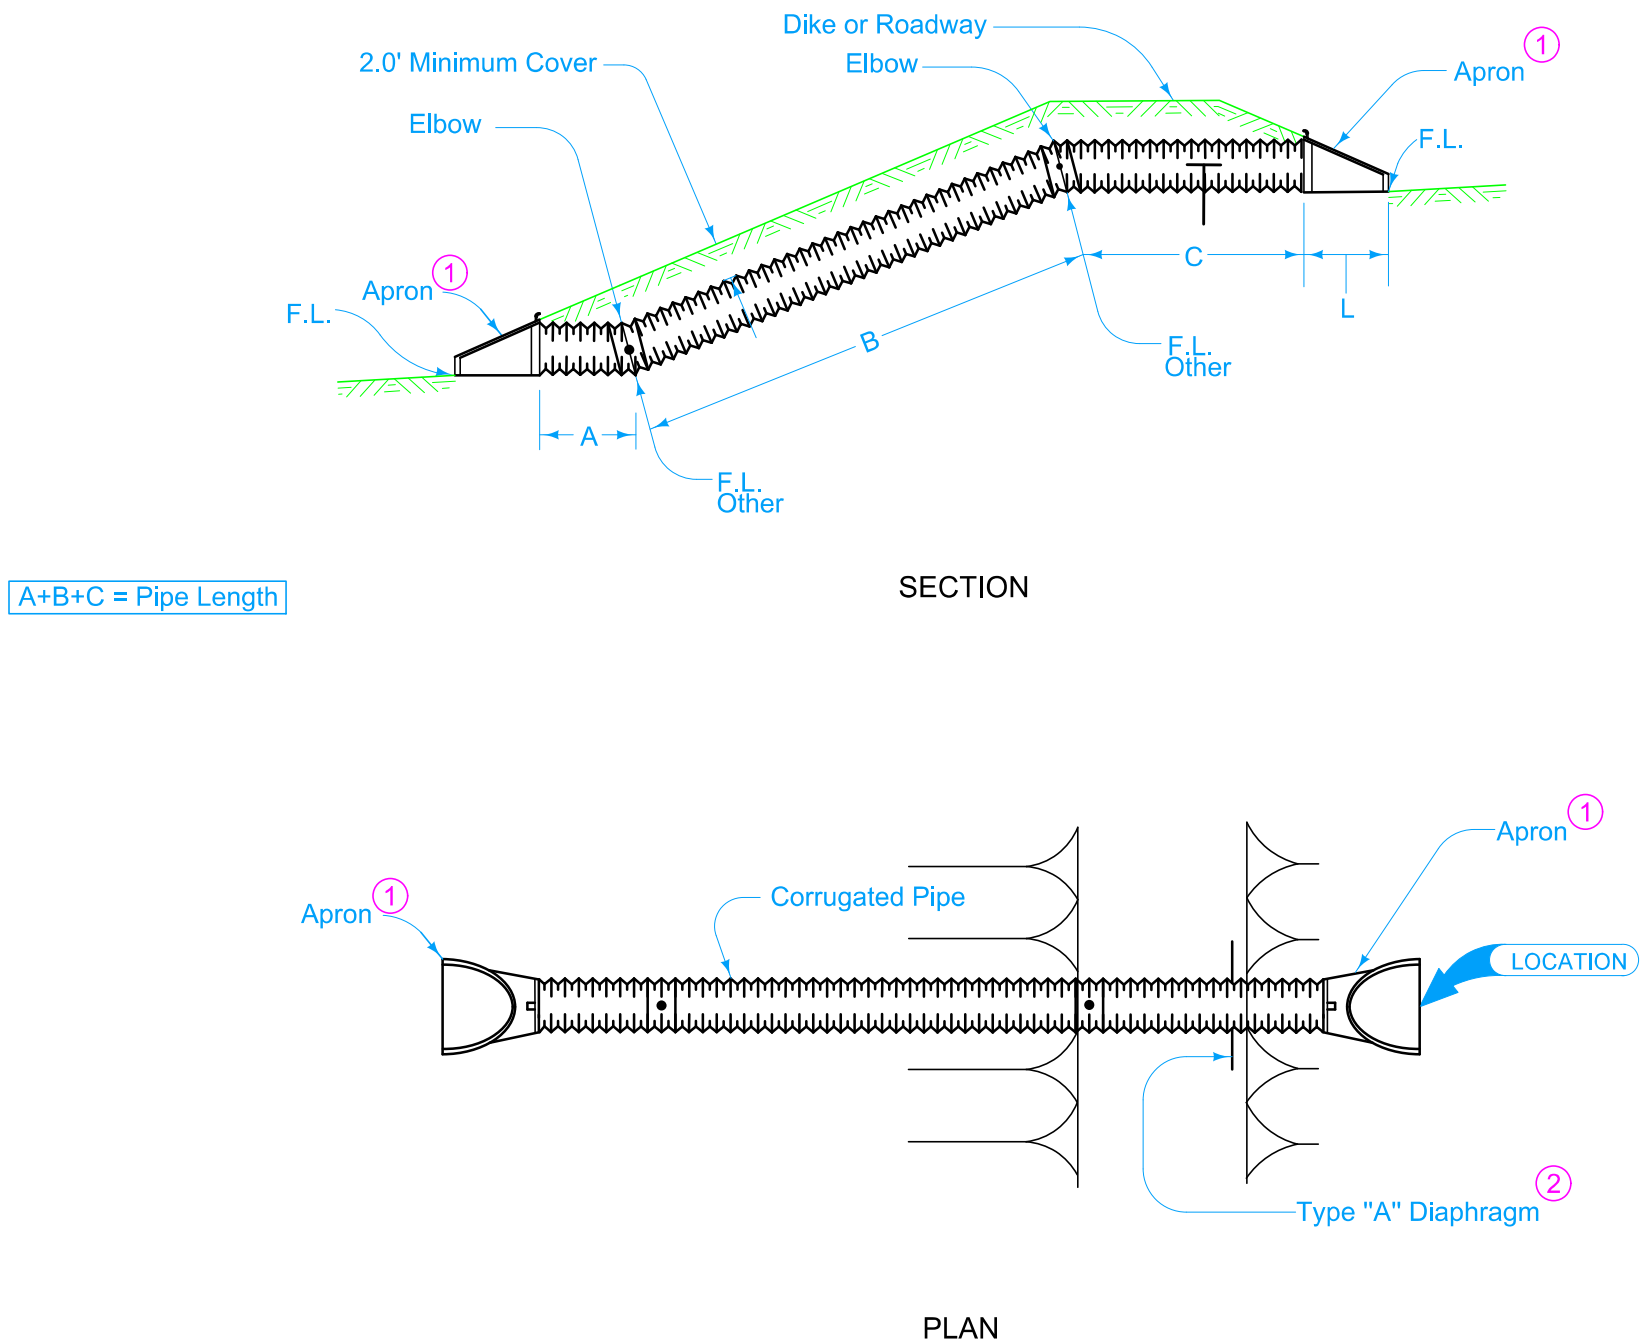 Dike or Roadway
1
2.0' Minimum Cover
Elbow
Apron
Elbow
F.L.
1
Apron
C
F.L.
L
B
F.L.
Other
A
F.L.
Other
SECTION
A+B+C = Pipe Length
1
Apron
1
Corrugated Pipe
Apron
LOCATION
2
Type "A" Diaphragm
PLAN